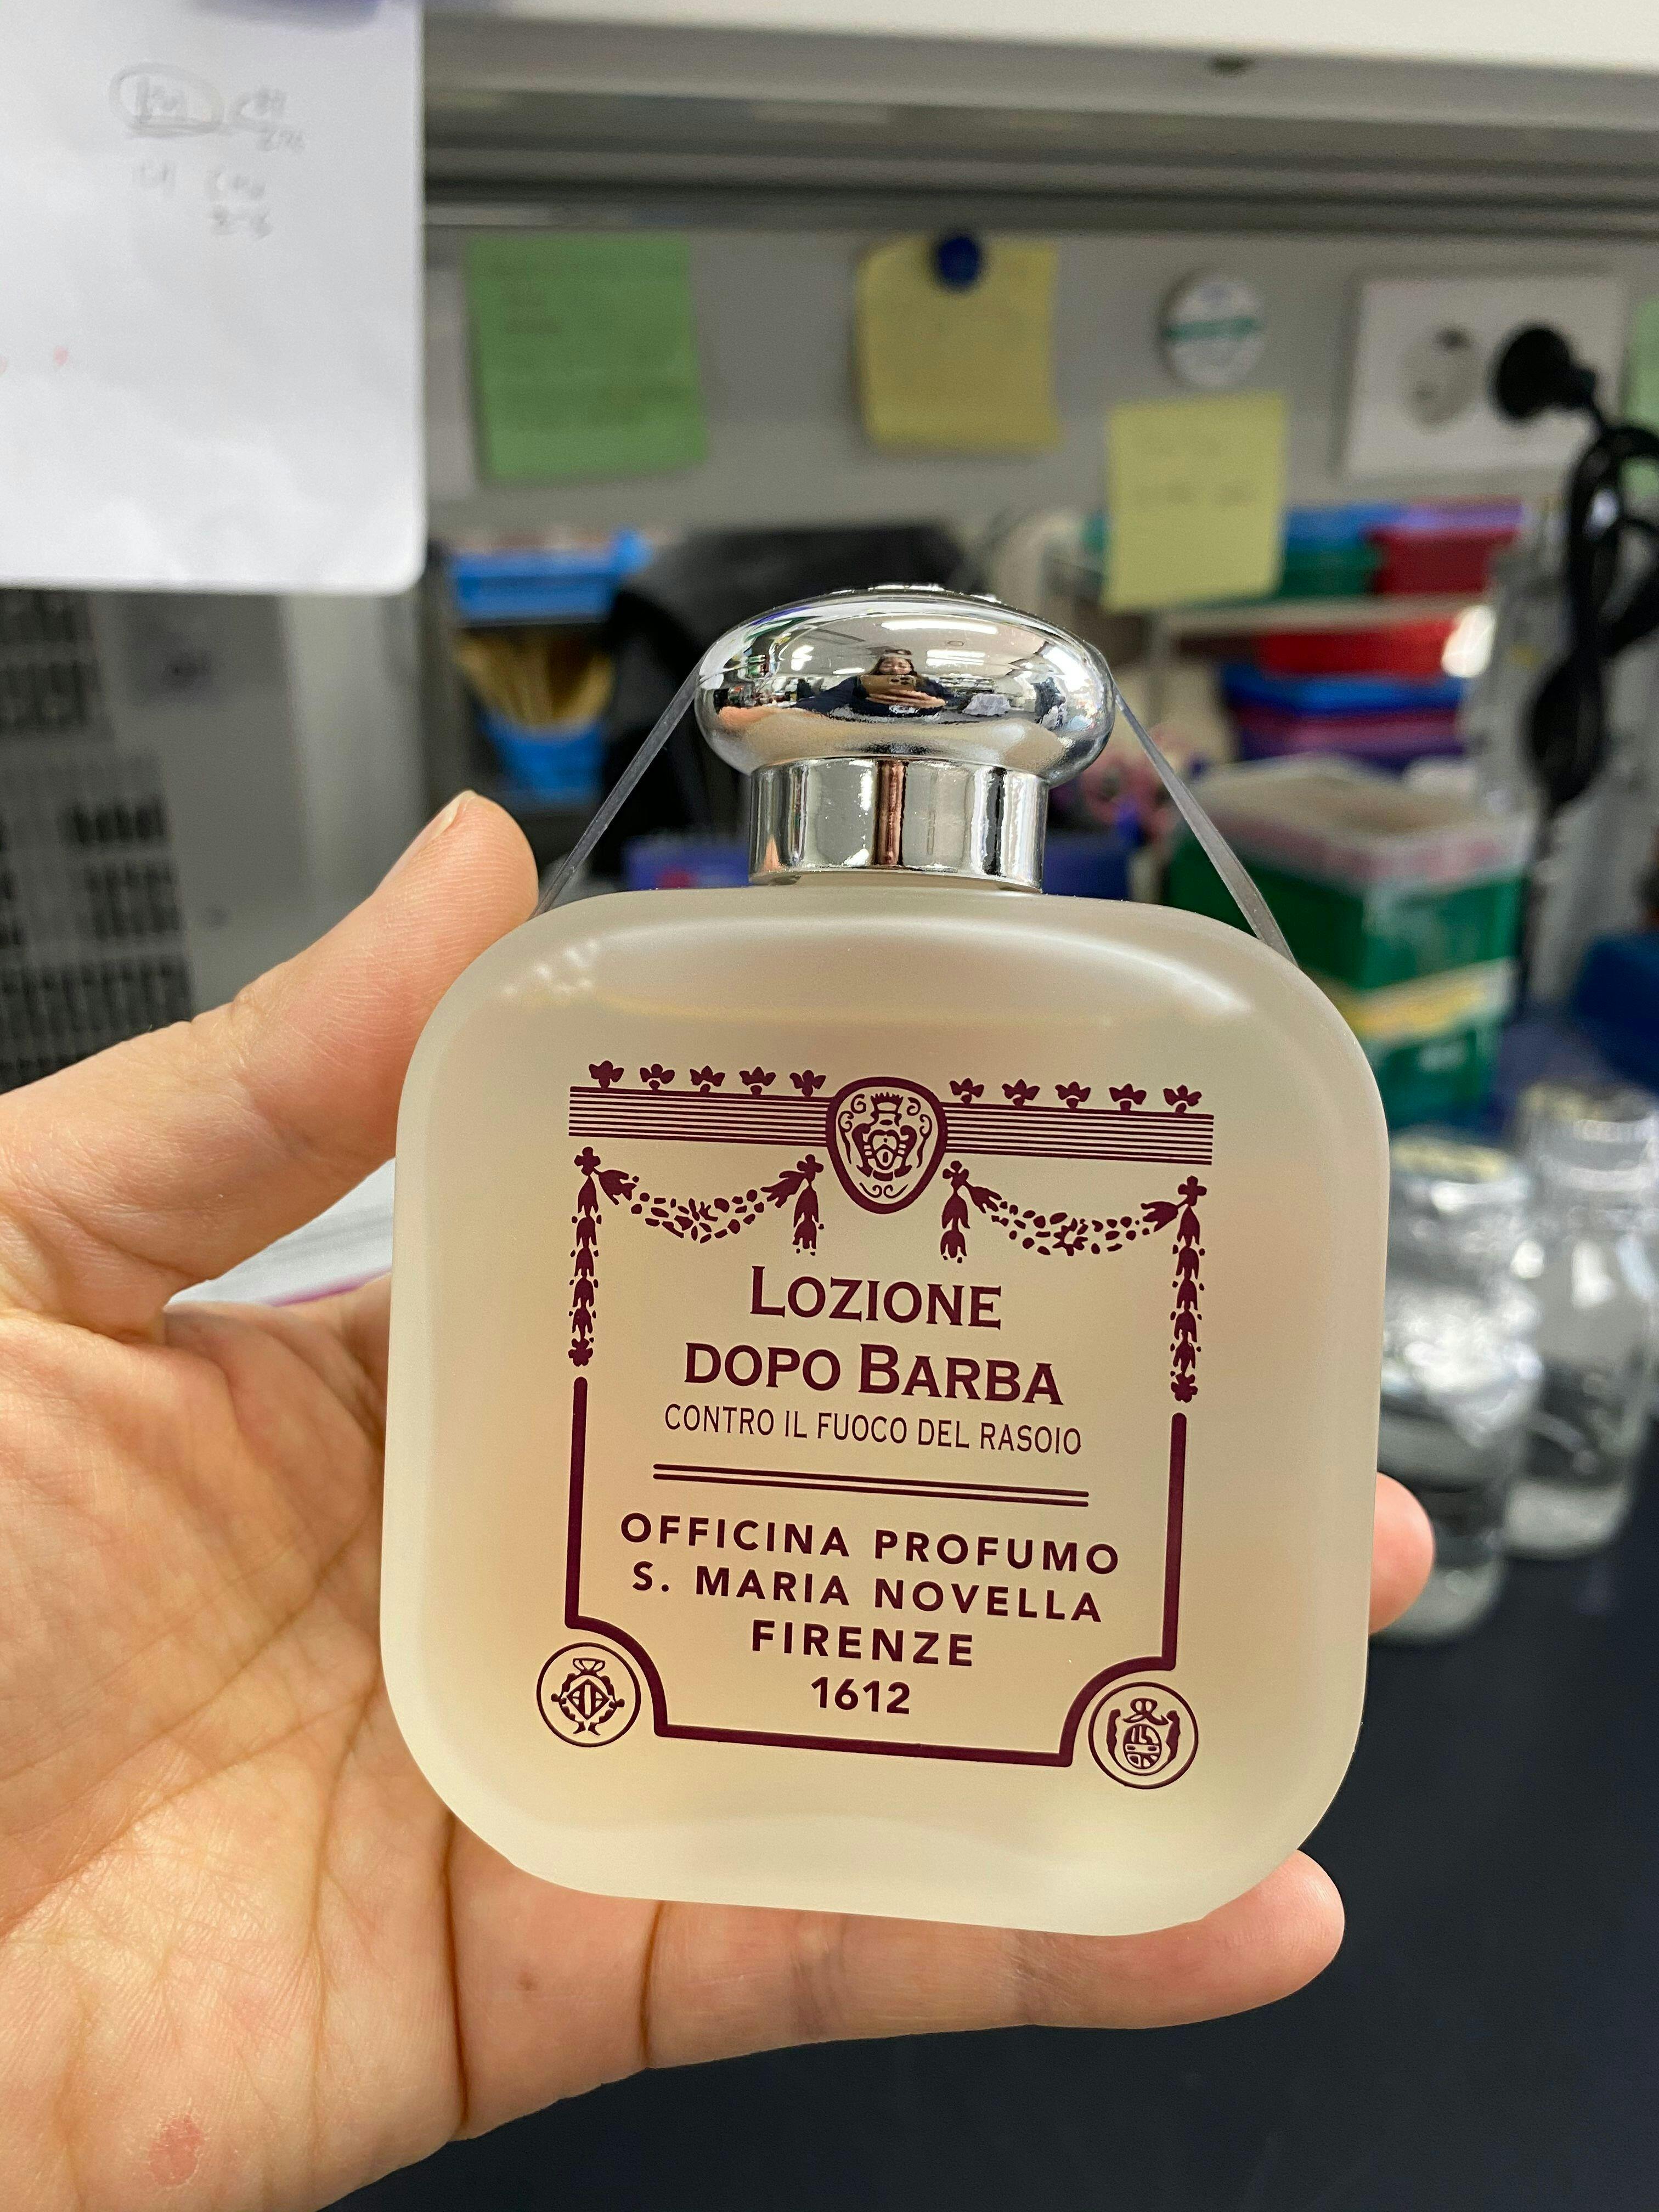 LOZIONE
DOPO BARBA
CONTRO IL FUOCO DEL RASOIO
OFFICINA PROFUMO
S. MARIA NOVELLA
FIRENZE
1612